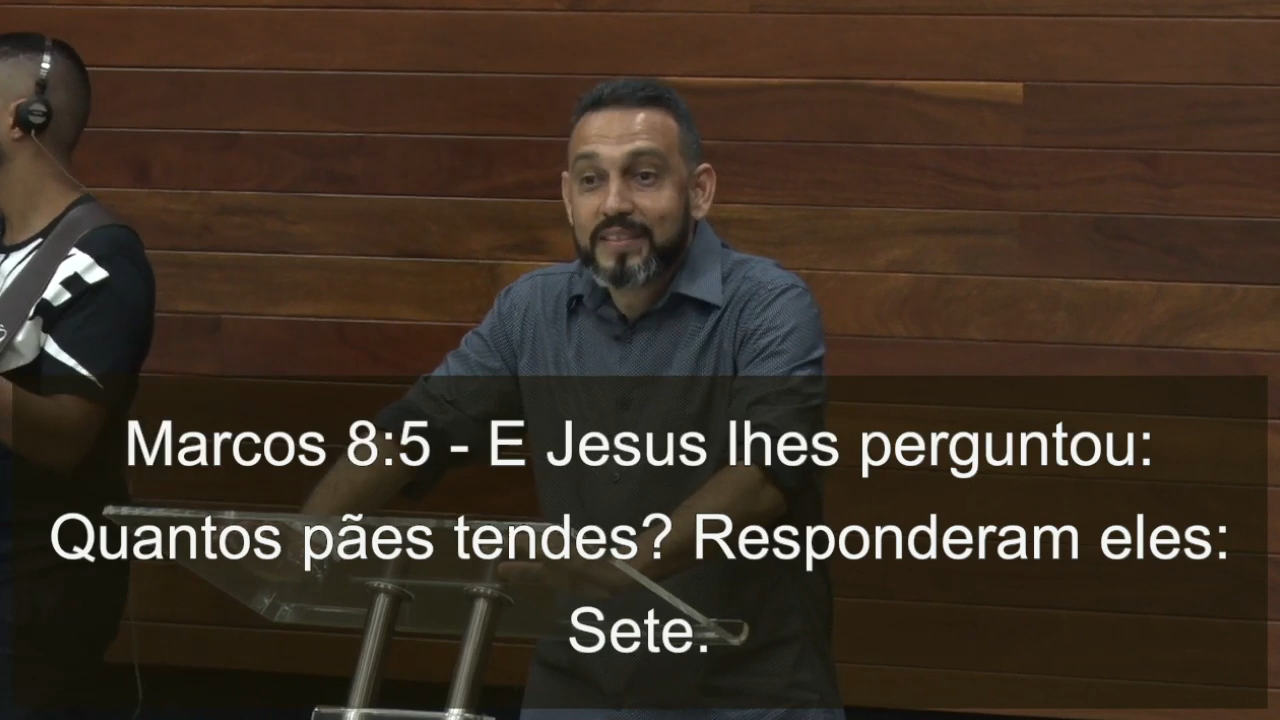 Marcos 8:5 - E Jesus lhes perguntou:
Quantos pães tendes? Responderam eles:
Sete.